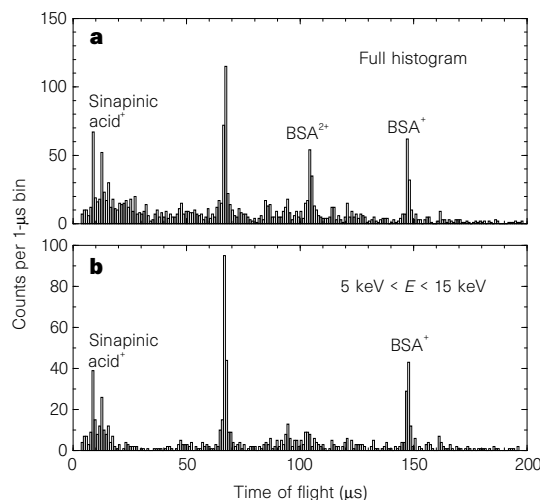 150
a
Full histogram
100
Sinapinic
acid⁺
BSA²⁺
BSA⁺
50
0
Counts per 1-μs bin
100
b
5 keV < E < 15 keV
80
60
Sinapinic
acid⁺
BSA⁺
40
20
0
0 50 100 150 200
Time of flight (μs)